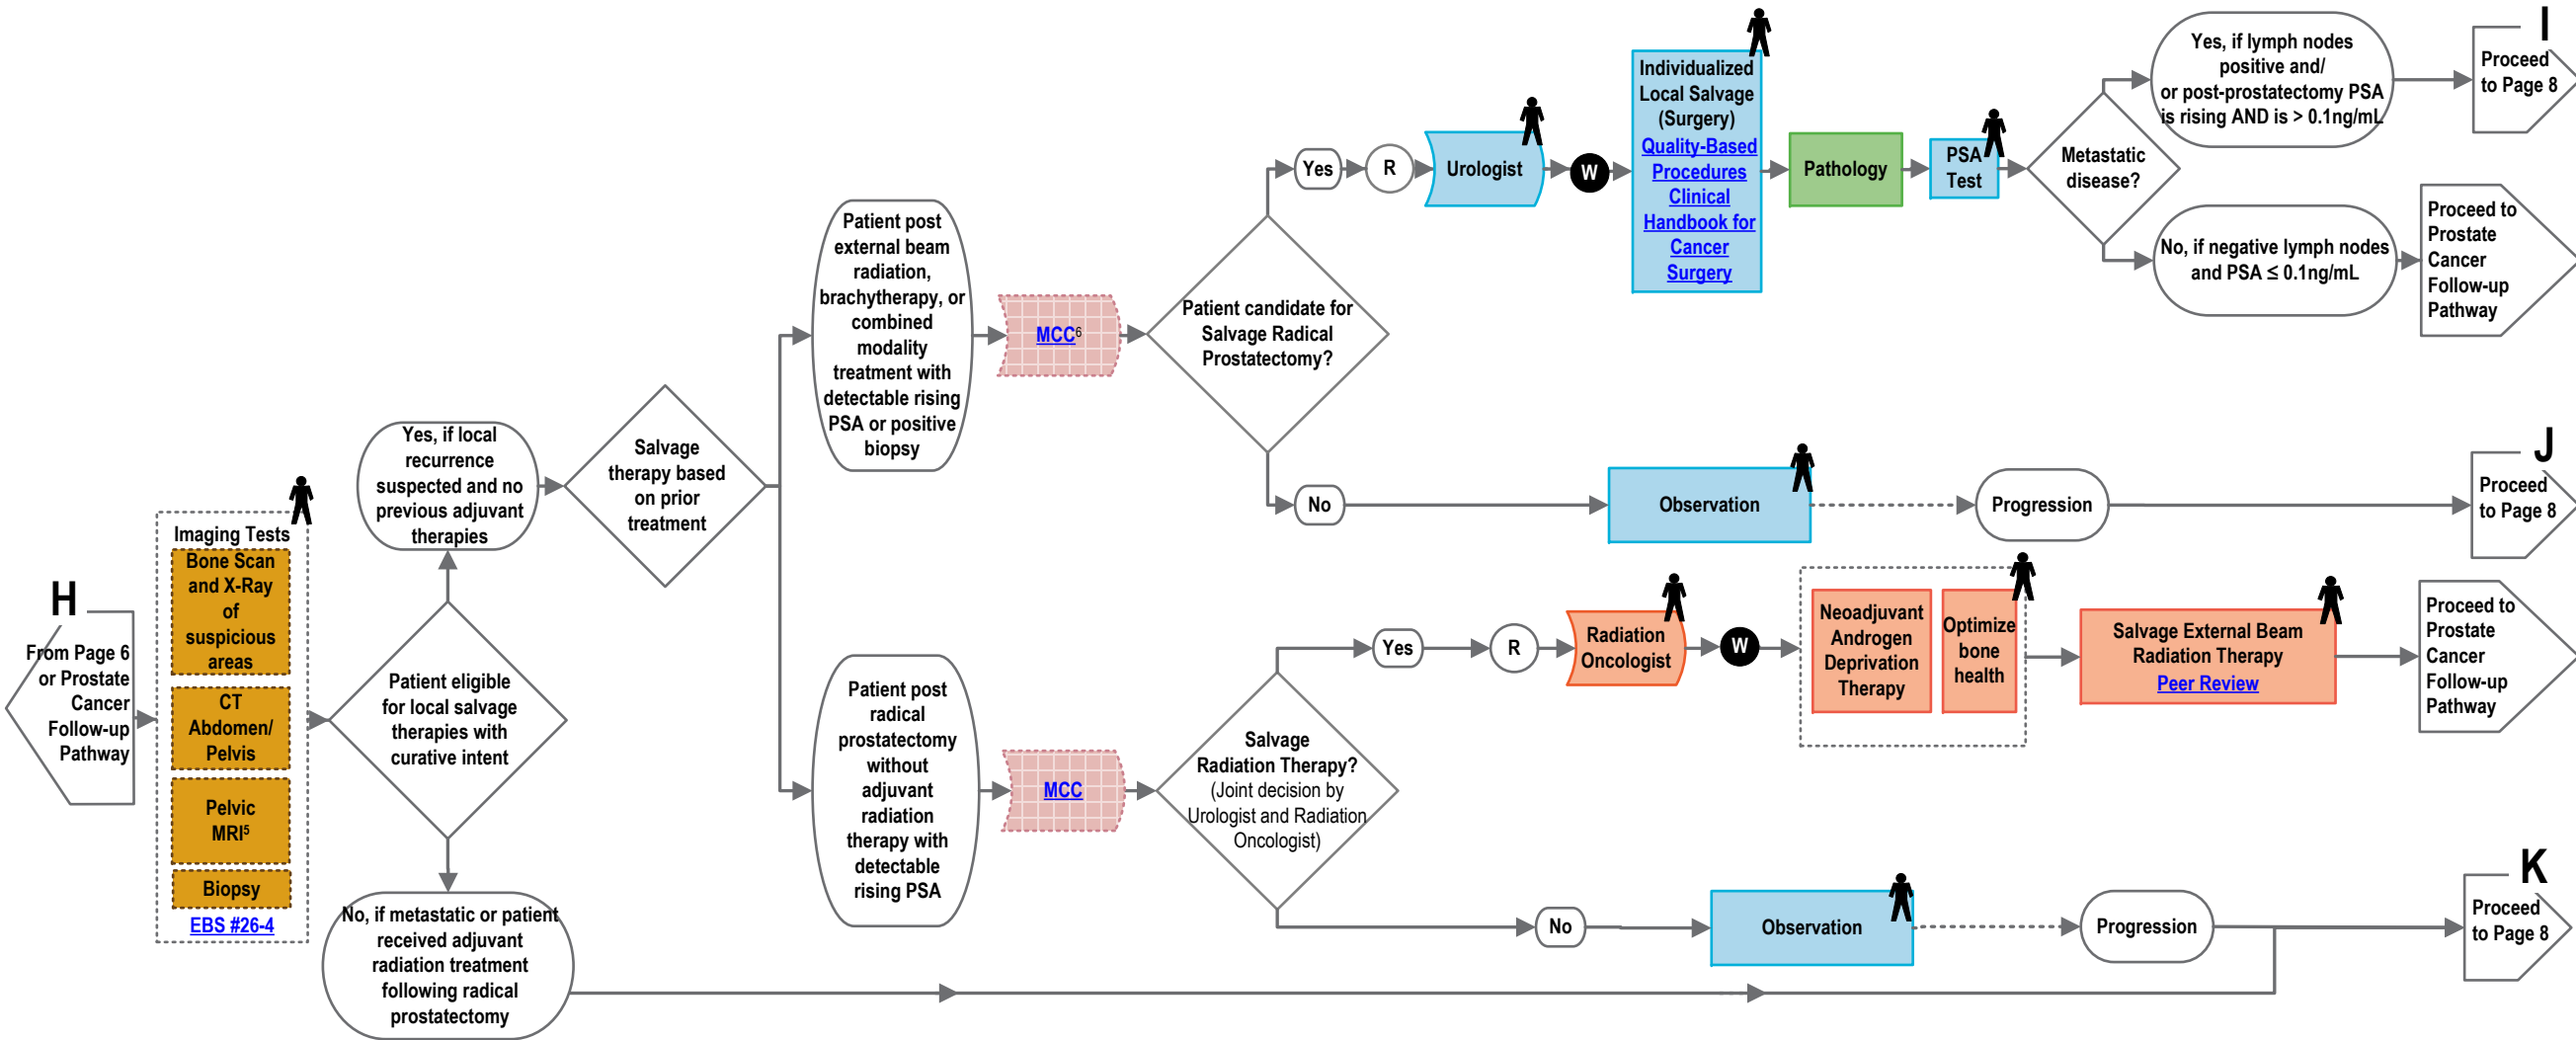 H
From Page 6
or Prostate
Cancer
Follow-up
Pathway
Imaging Tests
Bone Scan
and X-Ray
of
suspicious
areas
CT
Abdomen/
Pelvis
Pelvic
MRI5
Biopsy
EBS #26-4
Patient eligible
for local salvage
therapies with
curative intent
Yes, if local
recurrence
suspected and no
previous adjuvant
therapies
No, if metastatic or patient
received adjuvant
radiation treatment
following radical
prostatectomy
Salvage
therapy based
on prior
treatment
Patient post
external beam
radiation,
brachytherapy, or
combined
modality
treatment with
detectable rising
PSA or positive
biopsy
MCC6
Patient candidate for
Salvage Radical
Prostatectomy?
Yes
R
Urologist
W
Individualized
Local Salvage
(Surgery)
Quality-Based
Procedures
Clinical
Handbook for
Cancer
Surgery
Pathology
PSA
Test
Metastatic
disease?
Yes, if lymph nodes
positive and/
or post-prostatectomy PSA
is rising AND is > 0.1ng/mL
I
Proceed
to Page 8
No, if negative lymph nodes
and PSA ≤ 0.1ng/mL
Proceed to
Prostate
Cancer
Follow-up
Pathway
No
Observation
Progression
J
Proceed
to Page 8
Patient post
radical
prostatectomy
without
adjuvant
radiation
therapy with
detectable
rising PSA
MCC
Salvage
Radiation Therapy?
(Joint decision by
Urologist and Radiation
Oncologist)
Yes
R
Radiation
Oncologist
W
Neoadjuvant
Androgen
Deprivation
Therapy
Optimize
bone
health
Salvage External Beam
Radiation Therapy
Peer Review
Proceed to
Prostate
Cancer
Follow-up
Pathway
No
Observation
Progression
K
Proceed
to Page 8